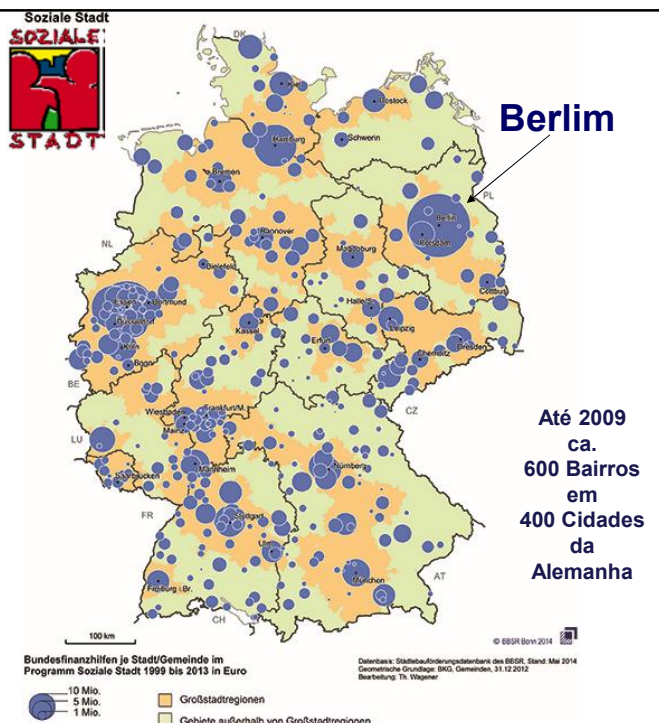 Soziale Stadt
SOZIALE
STADT
DK
Kiel
Rostock
Hamburg
Schwerin
Bremen
Berlim
PL
Berlin
Potsdam
NL
Hannover
Magdeburg
Bielefeld
Cottbus
Essen
Dortmund
Halle/S.
Düsseldorf
Leipzig
Kassel
Köln
Erfurt
Dresden
Chemnitz
Bonn
BE
CZ
Wiesbaden
Frankfurt/M.
Mainz
LU
Até 2009
ca.
600 Bairros
em
400 Cidades
da
Alemanha
Mannheim
Nürnberg
Saarbrücken
FR
Stuttgart
Ulm
München
AT
Freiburg i.Br.
CH
100 km
© BBSR Bonn 2014
Bundesfinanzhilfen je Stadt/Gemeinde im
Programm Soziale Stadt 1999 bis 2013 in Euro
Datenbasis: Städtebauförderungsdatenbank des BBSR, Stand: Mai 2014
Geometrische Grundlage: BKG, Gemeinden, 31.12.2012
Bearbeitung: Th. Wagener
10 Mio.
5 Mio.
1 Mio.
Großstadtregionen
Gebiete außerhalb von Großstadtregionen